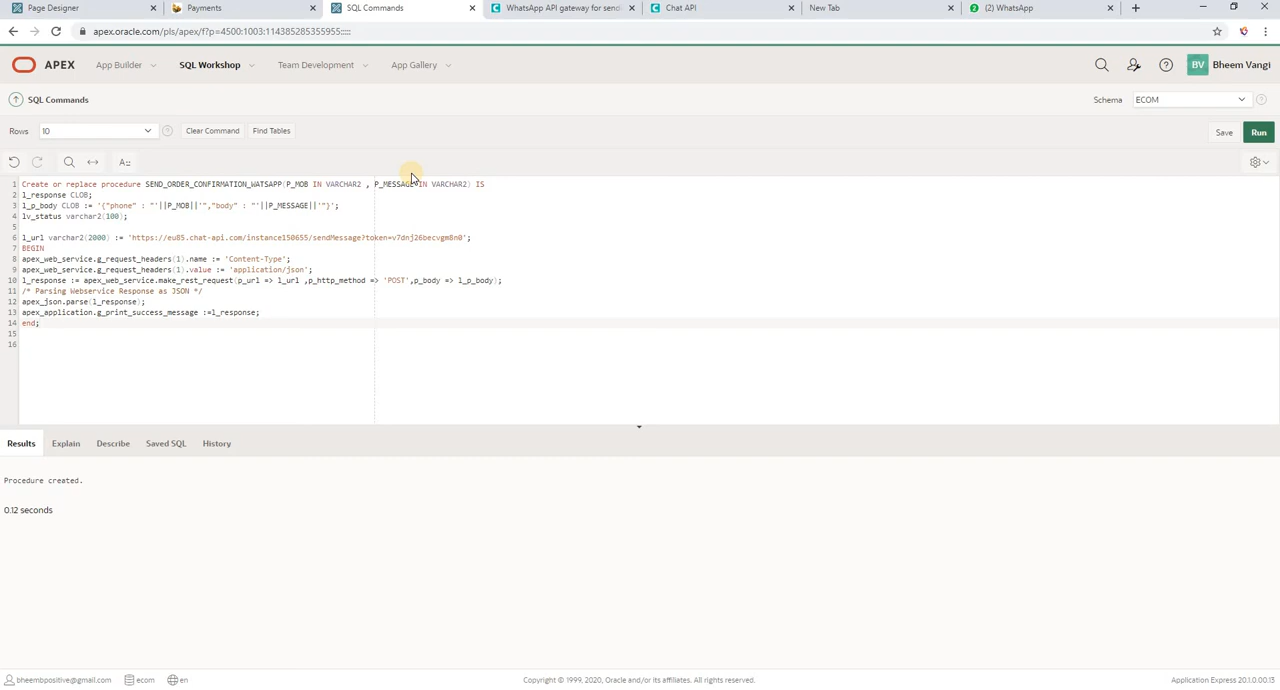 Page Designer
Payments
SQL Commands
WhatsApp API gateway for send
Chat API
New Tab
(2) WhatsApp
apex.oracle.com/pls/apex/f?p=4500:1003:114385285355955:::::
APEX
App Builder
SQL Workshop
Team Development
App Gallery
BV
Bheem Vangi
SQL Commands
Schema
ECOM
Rows
10
Clear Command
Find Tables
Save
Run
1 Create or replace procedure SEND_ORDER_CONFIRMATION_WATSAPP(P_MOB IN VARCHAR2 , P_MESSAGE IN VARCHAR2) IS
2 l_response CLOB;
3 l_p_body CLOB := '{"phone" : "'||P_MOB||'","body" : "'||P_MESSAGE||'"}';
4 lv_status varchar2(100);
5
6 l_url varchar2(2000) := 'https://eu85.chat-api.com/instance150655/sendMessage?token=v7dnj26becvgm8n0';
7 BEGIN
8 apex_web_service.g_request_headers(1).name := 'Content-Type';
9 apex_web_service.g_request_headers(1).value := 'application/json';
10 l_response := apex_web_service.make_rest_request(p_url => l_url ,p_http_method => 'POST',p_body => l_p_body);
11 /* Parsing Webservice Response as JSON */
12 apex_json.parse(l_response);
13 apex_application.g_print_success_message :=l_response;
14 end;
15
16
Results
Explain
Describe
Saved SQL
History
Procedure created.
0.12 seconds
bheembpositive@gmail.com
ecom
en
Copyright © 1999, 2020, Oracle and/or its affiliates. All rights reserved.
Application Express 20.1.0.00.13